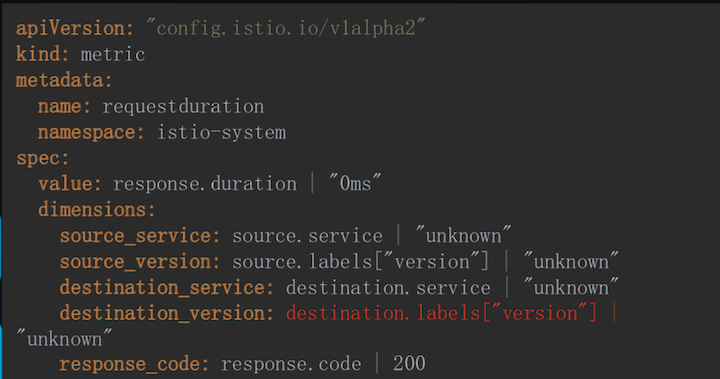 apiVersion: "config.istio.io/v1alpha2"
kind: metric
metadata:
  name: requestduration
  namespace: istio-system
spec:
  value: response.duration | "0ms"
  dimensions:
    source_service: source.service | "unknown"
    source_version: source.labels["version"] | "unknown"
    destination_service: destination.service | "unknown"
    destination_version: destination.labels["version"] |
"unknown"
    response_code: response.code | 200